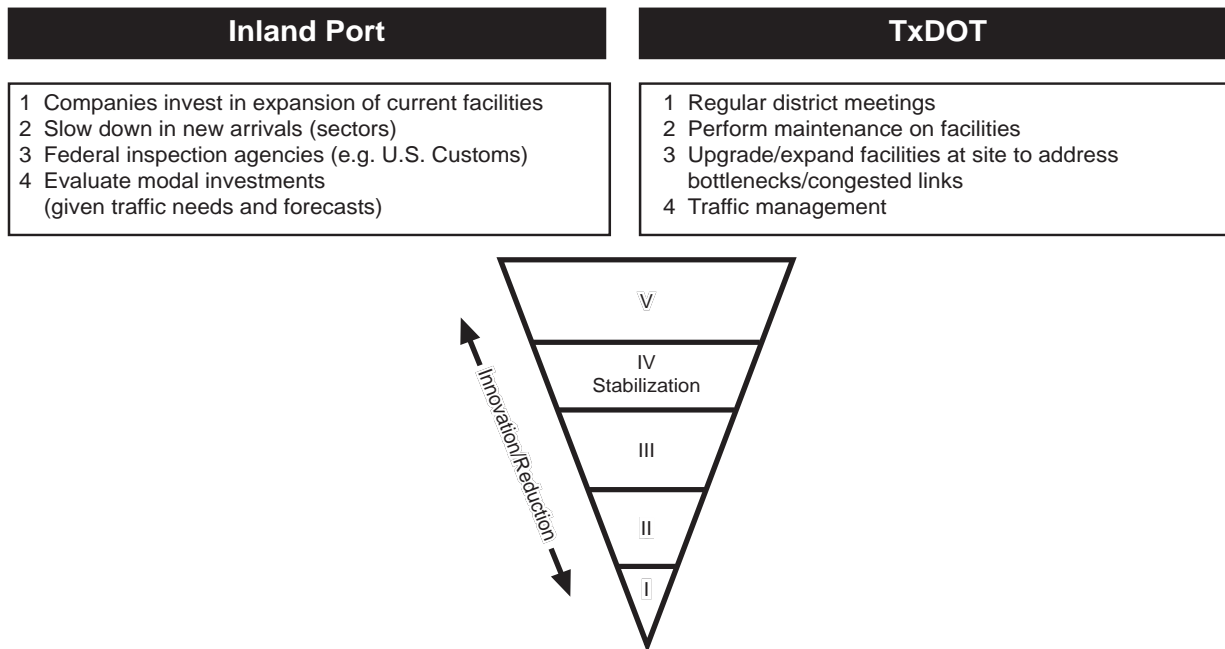 Inland Port
1 Companies invest in expansion of current facilities
2 Slow down in new arrivals (sectors)
3 Federal inspection agencies (e.g. U.S. Customs)
4 Evaluate modal investments
(given traffic needs and forecasts)
TxDOT
1 Regular district meetings
2 Perform maintenance on facilities
3 Upgrade/expand facilities at site to address
bottlenecks/congested links
4 Traffic management
V
IV
Stabilization
III
II
I
Innovation/Reduction